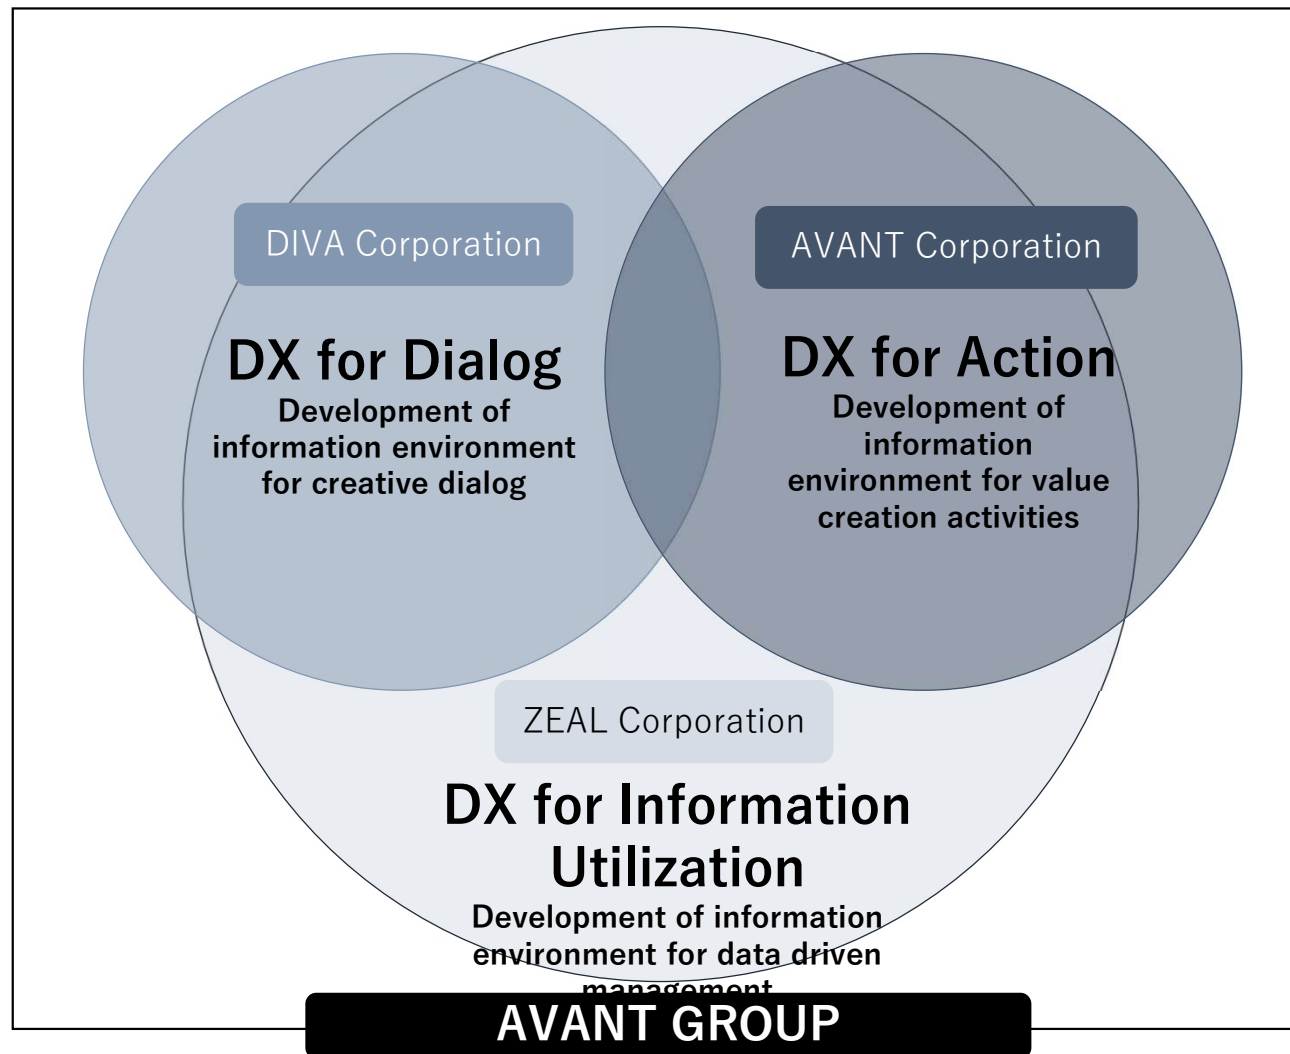 DIVA Corporation
DX for Dialog
Development of
information environment
for creative dialog
AVANT Corporation
DX for Action
Development of
information
environment for value
creation activities
ZEAL Corporation
DX for Information
Utilization
Development of information
environment for data driven
management
AVANT GROUP